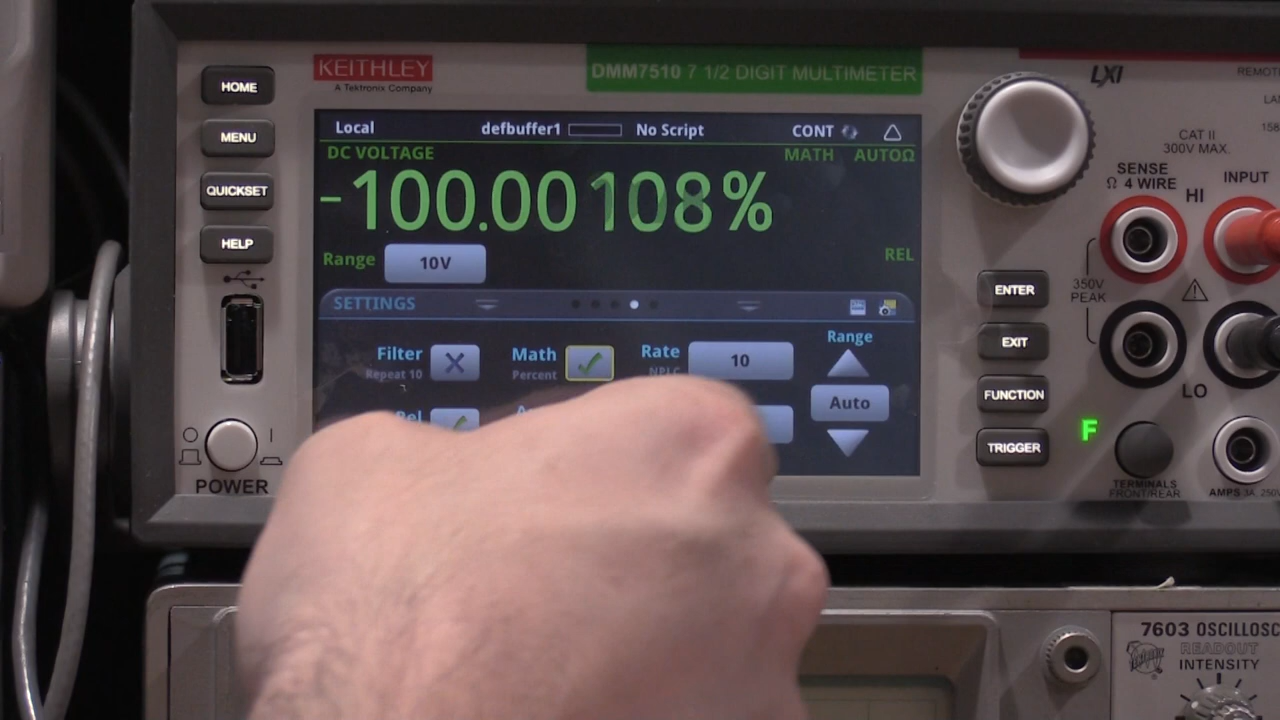 HOME
MENU
QUICKSET
HELP
POWER
KEITHLEY
A Tektronix Company
DMM7510 7 1/2 DIGIT MULTIMETER
Local defbuffer1 No Script CONT
DC VOLTAGE MATH AUTOΩ
-100.00108%
Range 10V REL
SETTINGS
Filter Math Rate 10
Repeat 10 Percent NPLC
Range
Auto
LXI
CAT II
300V MAX.
SENSE
Ω 4 WIRE
HI
INPUT
350V
PEAK
LO
ENTER
EXIT
FUNCTION
TRIGGER
F
TERMINALS
FRONT/REAR
AMPS 3A, 250V
7603
READOUT
INTENSITY